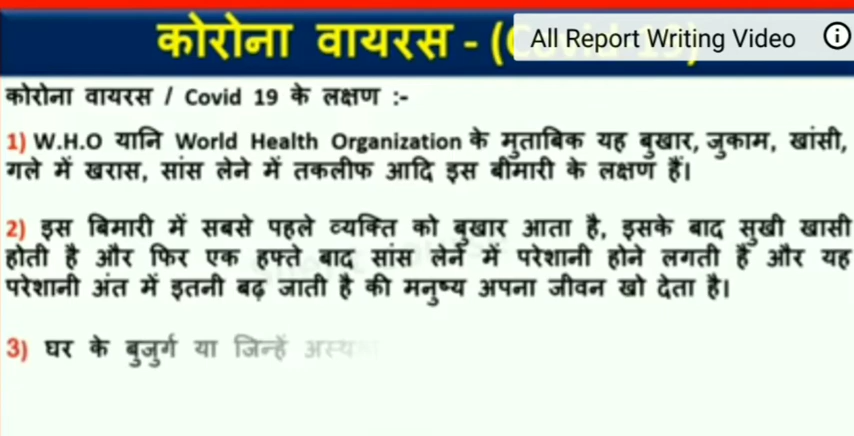 कोरोना वायरस - (
All Report Writing Video
कोरोना वायरस / Covid 19 के लक्षण :-
1) W.H.O यानि World Health Organization के मुताबिक यह बुखार, जुकाम, खांसी,
गले में खरास, सांस लेने में तकलीफ आदि इस बीमारी के लक्षण हैं।
2) इस बिमारी में सबसे पहले व्यक्ति को बुखार आता है, इसके बाद सुखी खासी
होती है और फिर एक हफ्ते बाद सांस लेने में परेशानी होने लगती है और यह
परेशानी अंत में इतनी बढ़ जाती है की मनुष्य अपना जीवन खो देता है।
3) घर के बुजुर्ग या जिन्हें